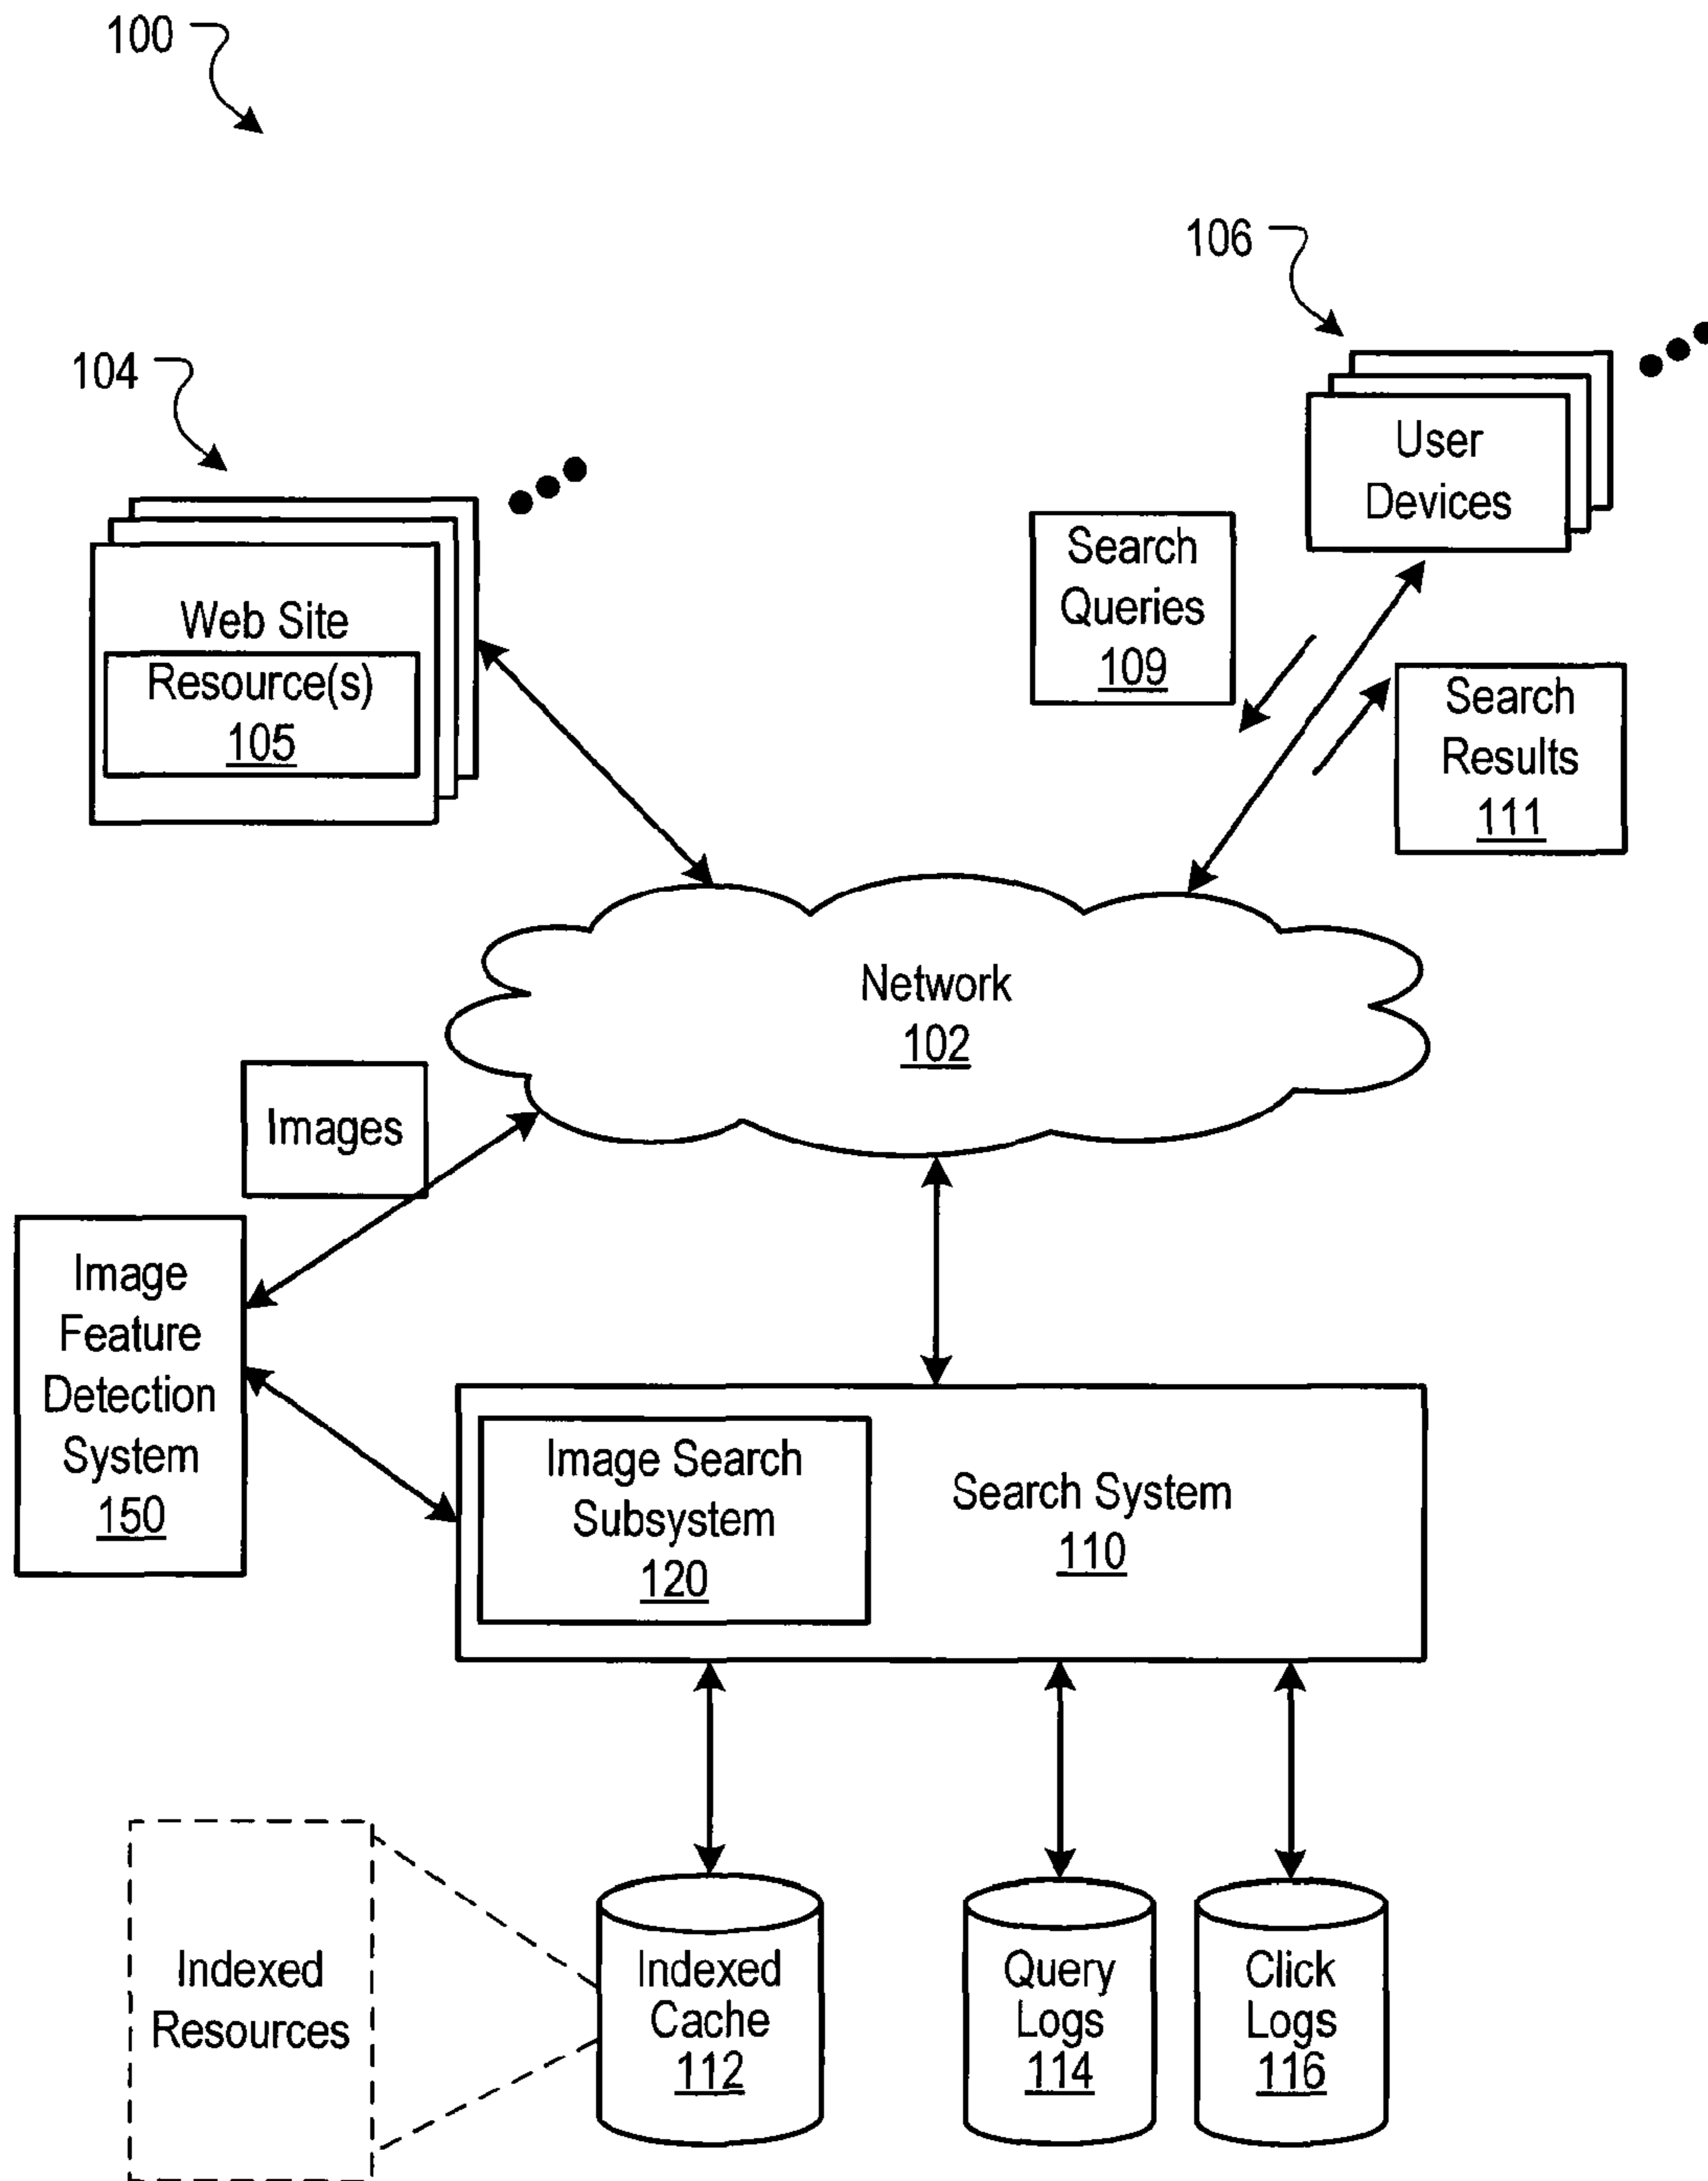 100
106
104
User
Devices
Search
Queries
109
Web Site
Resource(s)
105
Search
Results
111
Network
102
Images
Image
Feature
Detection
System
150
Image Search
Subsystem
120
Search System
110
Indexed
Resources
Indexed
Cache
112
Query
Logs
114
Click
Logs
116